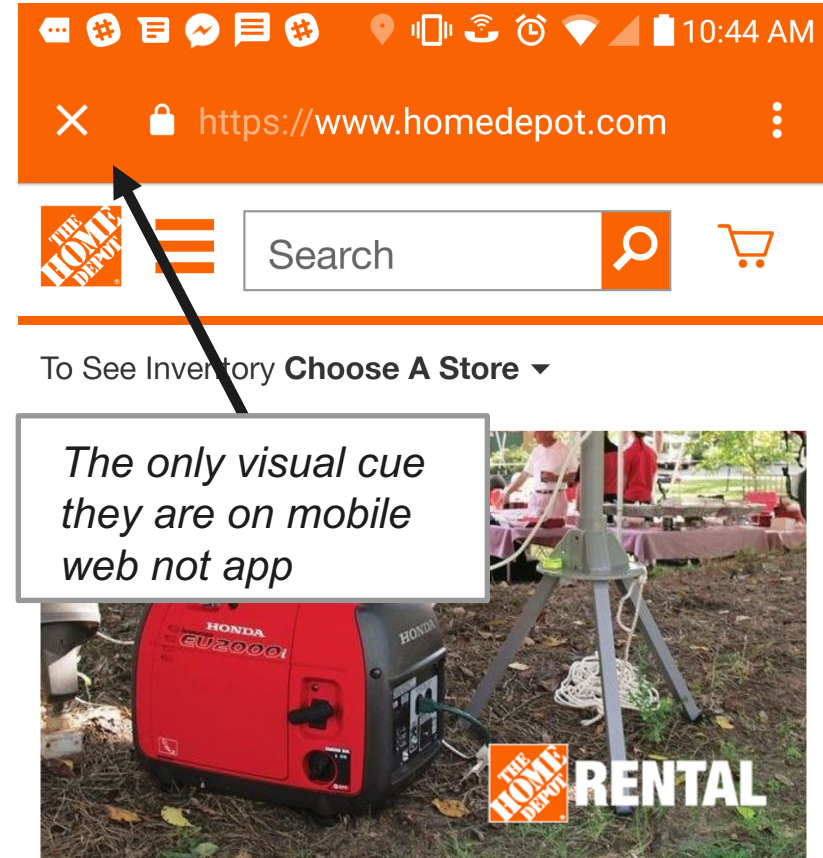 10:44 AM
https://www.homedepot.com
THE
HOME
DEPOT
Search
To See Inventory Choose A Store
The only visual cue
they are on mobile
web not app
HONDA
EU2000i
HONDA
THE
HOME
DEPOT
RENTAL